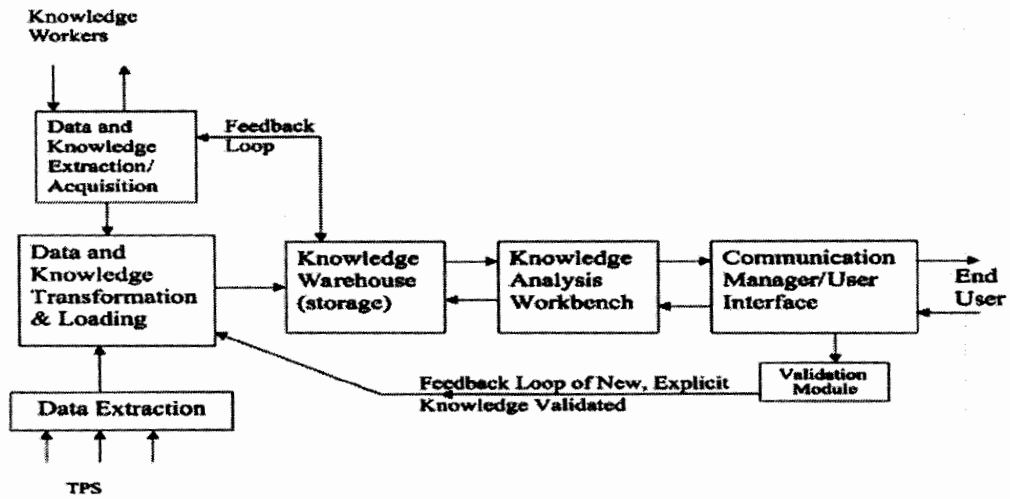 Knowledge
Workers
Data and
Knowledge
Extraction/
Acquisition
Feedback
Loop
Data and
Knowledge
Transformation
& Loading
Knowledge
Warehouse
(storage)
Knowledge
Analysis
Workbench
Communication
Manager/User
Interface
End
User
Validation
Module
Feedback Loop of New, Explicit
Knowledge Validated
Data Extraction
TPS